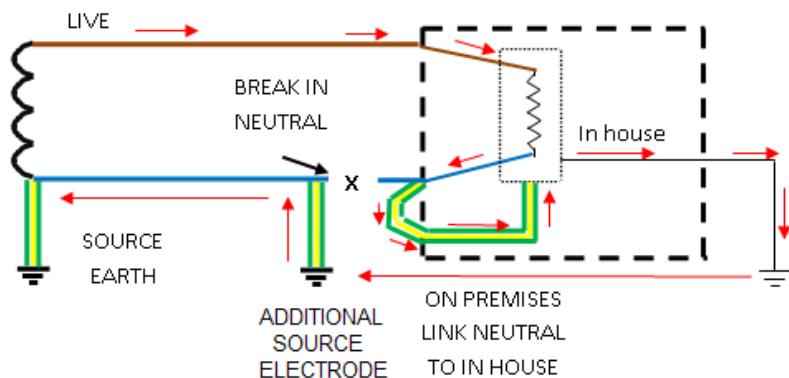 LIVE
BREAK IN
NEUTRAL
In house
X
SOURCE
EARTH
ADDITIONAL
SOURCE
ELECTRODE
ON PREMISES
LINK NEUTRAL
TO IN HOUSE